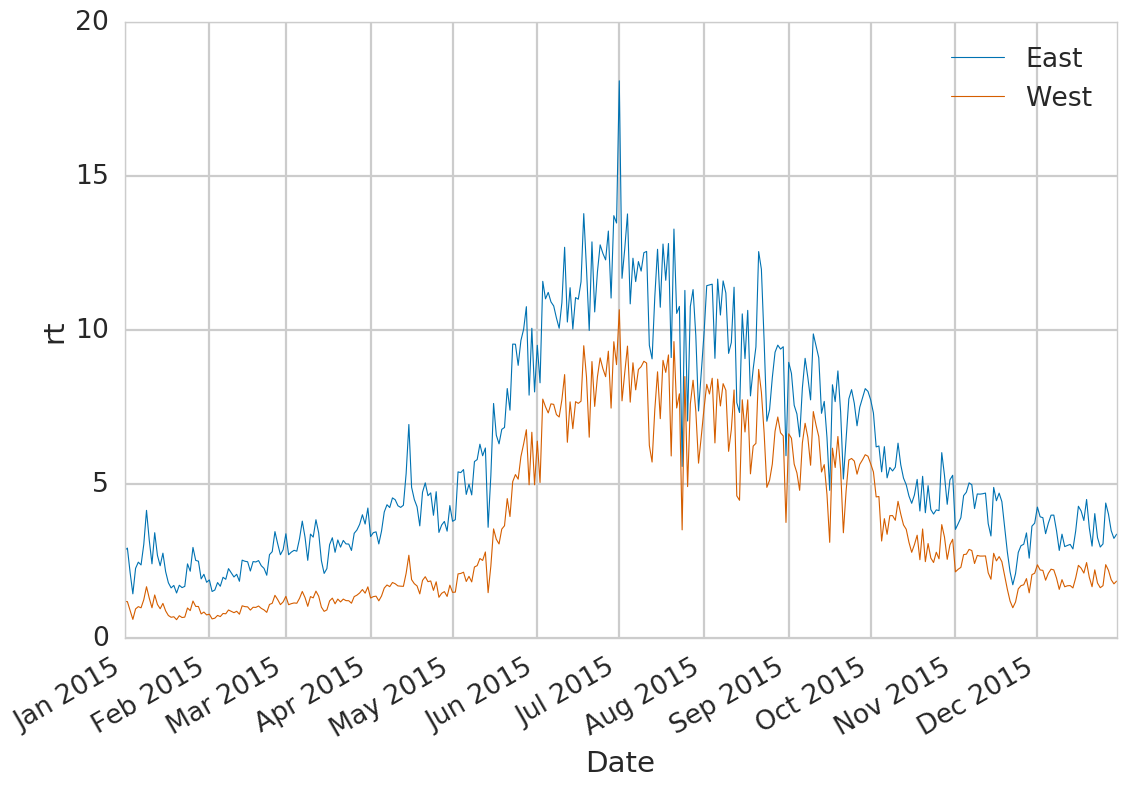 20
15
10
5
0
rt
East
West
Jan 2015
Feb 2015
Mar 2015
Apr 2015
May 2015
Jun 2015
Jul 2015
Aug 2015
Sep 2015
Oct 2015
Nov 2015
Dec 2015
Date